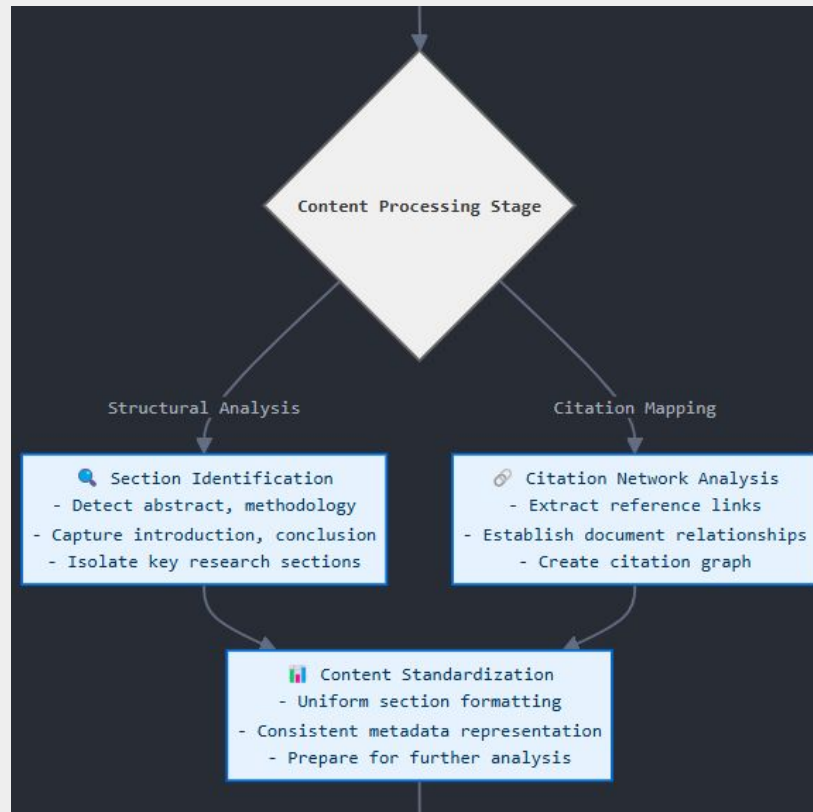 Content Processing Stage
Structural Analysis
Citation Mapping
🔍 Section Identification
- Detect abstract, methodology
- Capture introduction, conclusion
- Isolate key research sections
🔗 Citation Network Analysis
- Extract reference links
- Establish document relationships
- Create citation graph
📊 Content Standardization
- Uniform section formatting
- Consistent metadata representation
- Prepare for further analysis